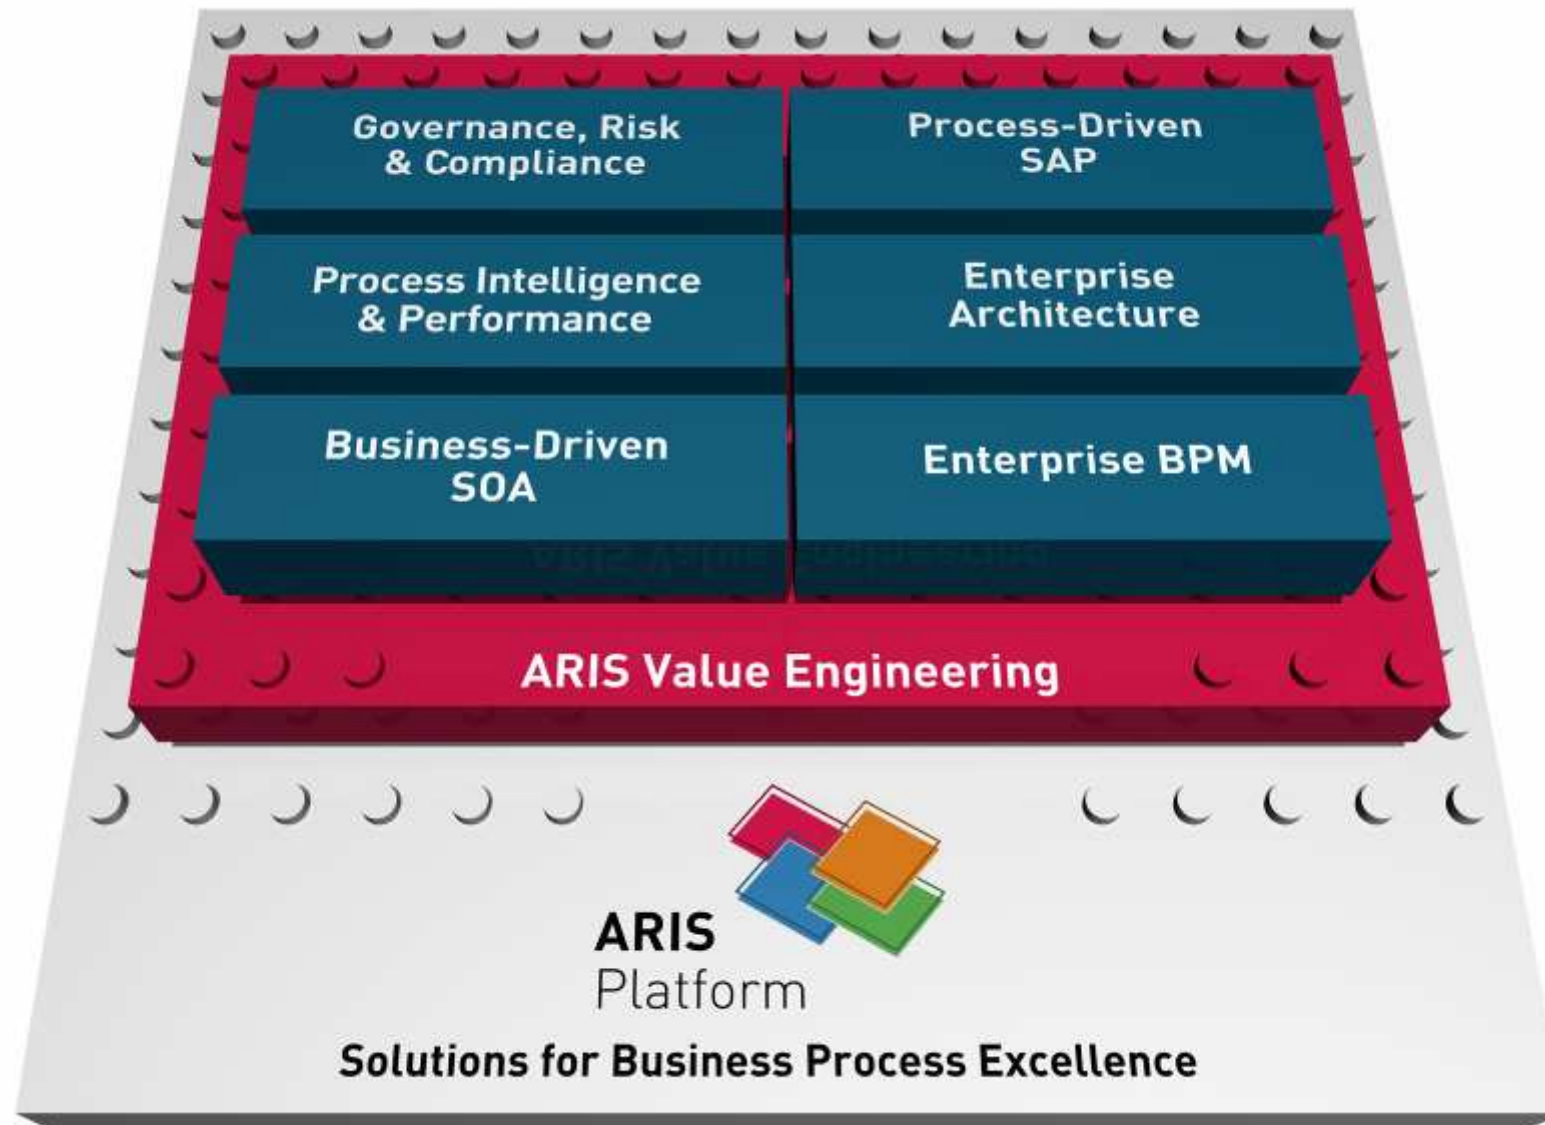 Governance, Risk
& Compliance
Process-Driven
SAP
Process Intelligence
& Performance
Enterprise
Architecture
Business-Driven
SOA
Enterprise BPM
ARIS Value Engineering
ARIS
Platform
Solutions for Business Process Excellence